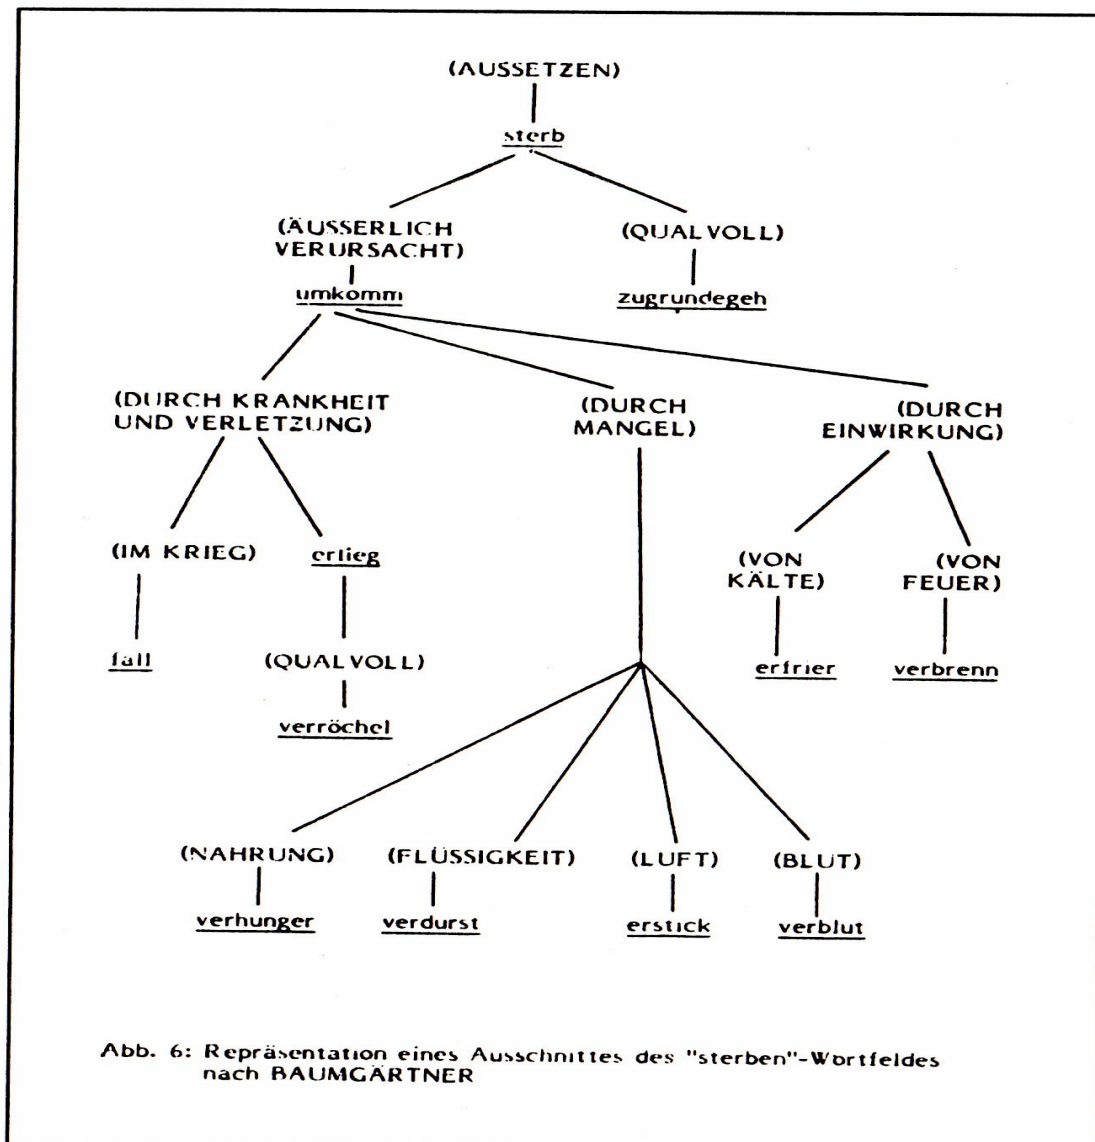 (AUSSETZEN)
sterb
(ÄUSSERLICH
VERURSACHT)
(QUALVOLL)
umkomm
zugrundegeh
(DURCH KRANKHEIT
UND VERLETZUNG)
(DURCH
MANGEL)
(DURCH
EINWIRKUNG)
(IM KRIEG)
erlieg
(VON
KÄLTE)
(VON
FEUER)
fall
(QUALVOLL)
erfrier
verbrenn
verröchel
(NAHRUNG)
(FLÜSSIGKEIT)
(LUFT)
(BLUT)
verhunger
verdurst
erstick
verblut
Abb. 6: Repräsentation eines Ausschnittes des "sterben"-Wortfeldes
nach BAUMGÄRTNER